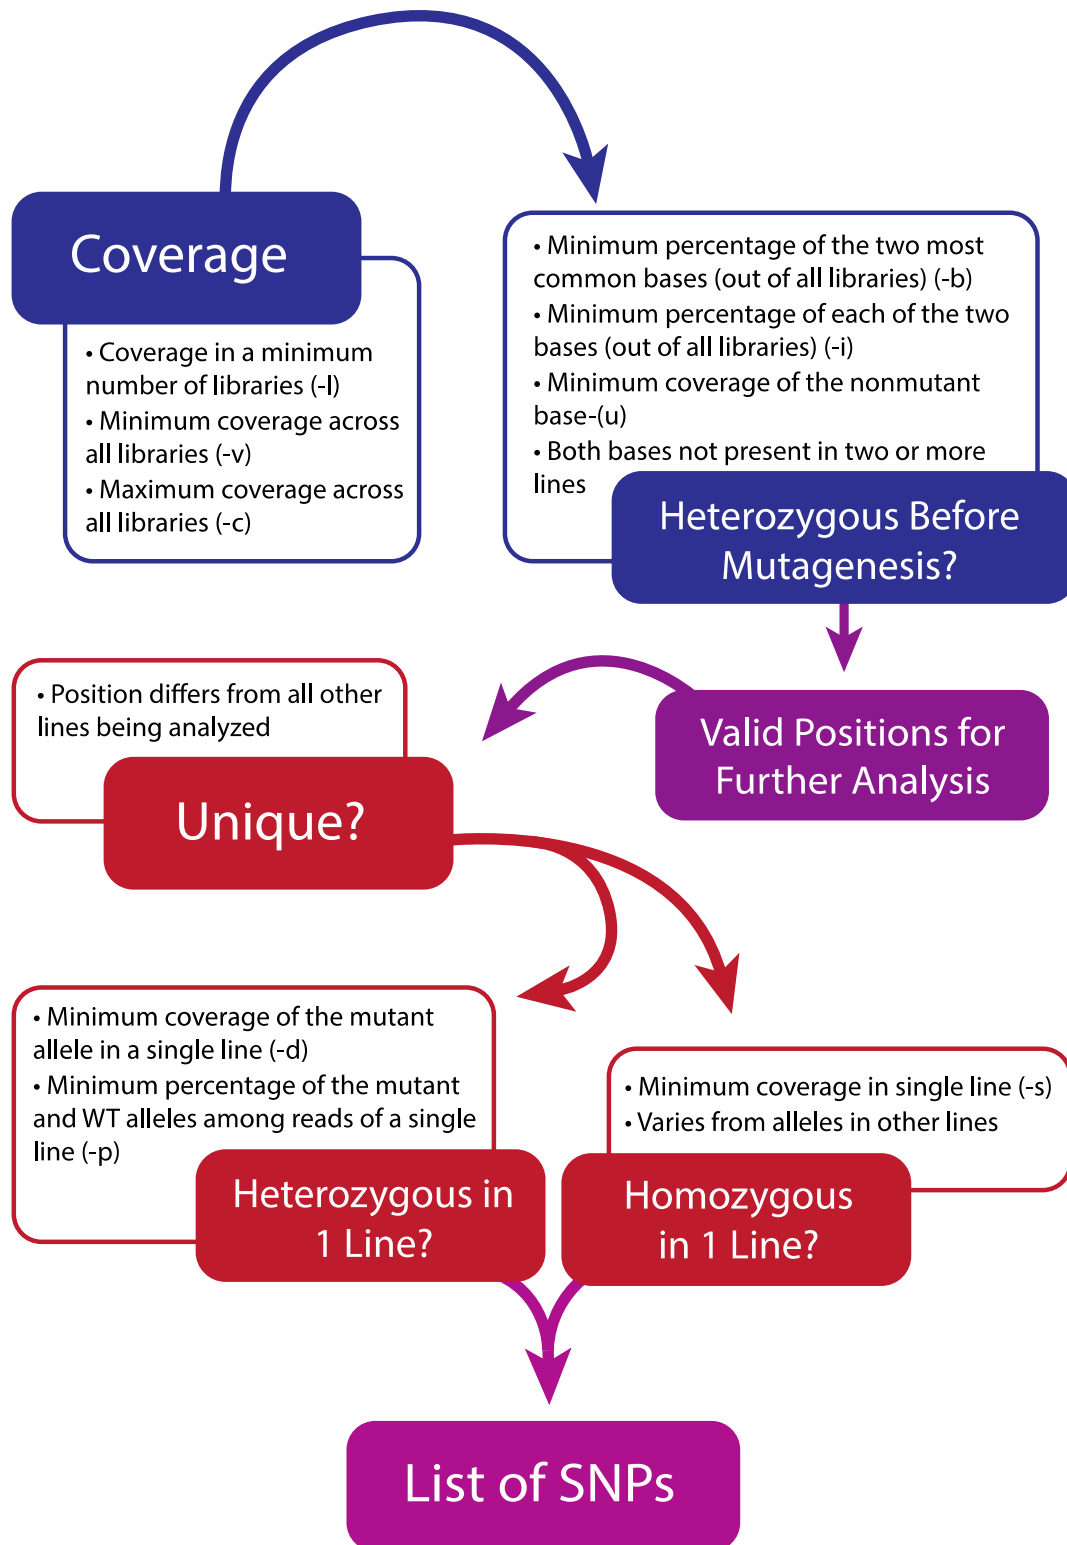 Coverage
• Coverage in a minimum
number of libraries (-l)
• Minimum coverage across
all libraries (-v)
• Maximum coverage across
all libraries (-c)
• Minimum percentage of the two most
common bases (out of all libraries) (-b)
• Minimum percentage of each of the two
bases (out of all libraries) (-i)
• Minimum coverage of the nonmutant
base-(u)
• Both bases not present in two or more
lines
Heterozygous Before
Mutagenesis?
Valid Positions for
Further Analysis
• Position differs from all other
lines being analyzed
Unique?
• Minimum coverage of the mutant
allele in a single line (-d)
• Minimum percentage of the mutant
and WT alleles among reads of a single
line (-p)
Heterozygous in
1 Line?
• Minimum coverage in single line (-s)
• Varies from alleles in other lines
Homozygous
in 1 Line?
List of SNPs